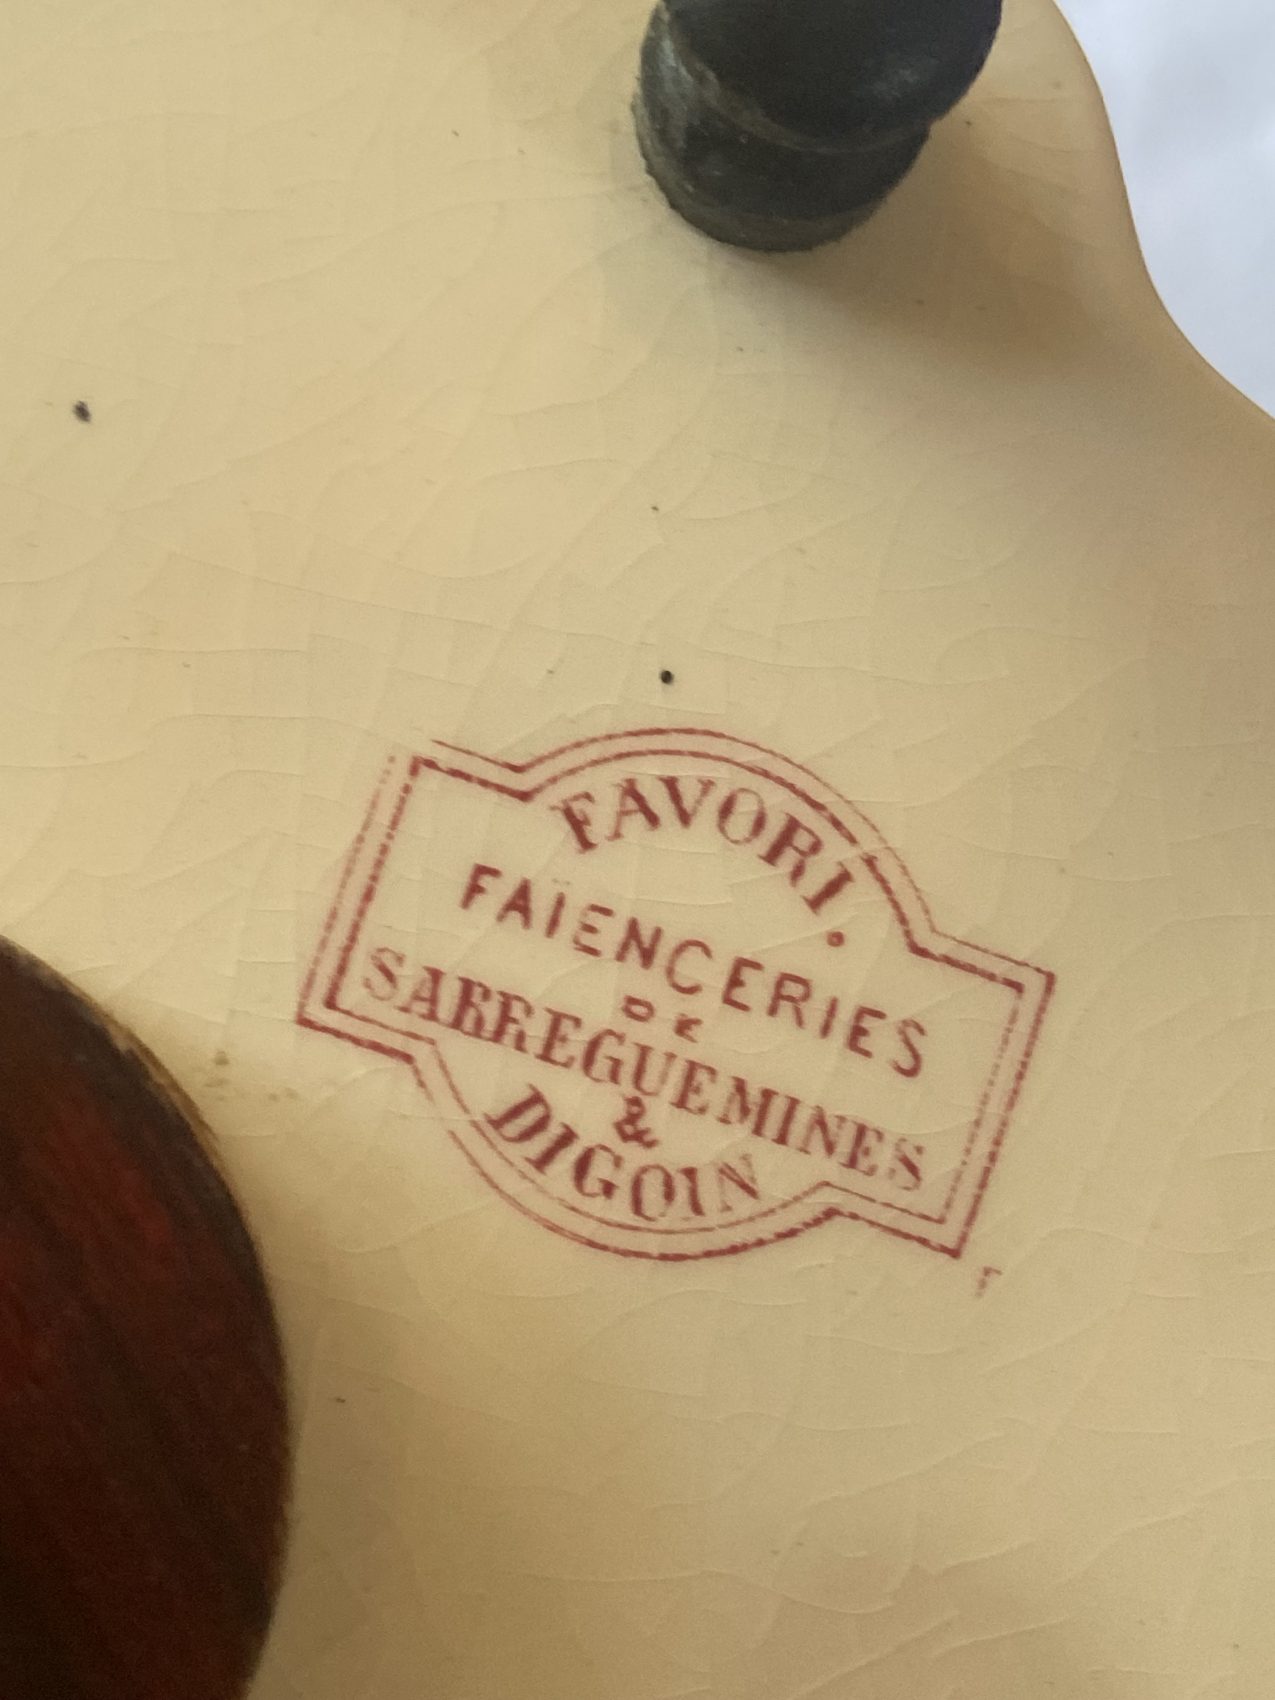 FAVORI.
FAÏENCERIES
DE
SARREGUEMINES
&
DIGOIN
T